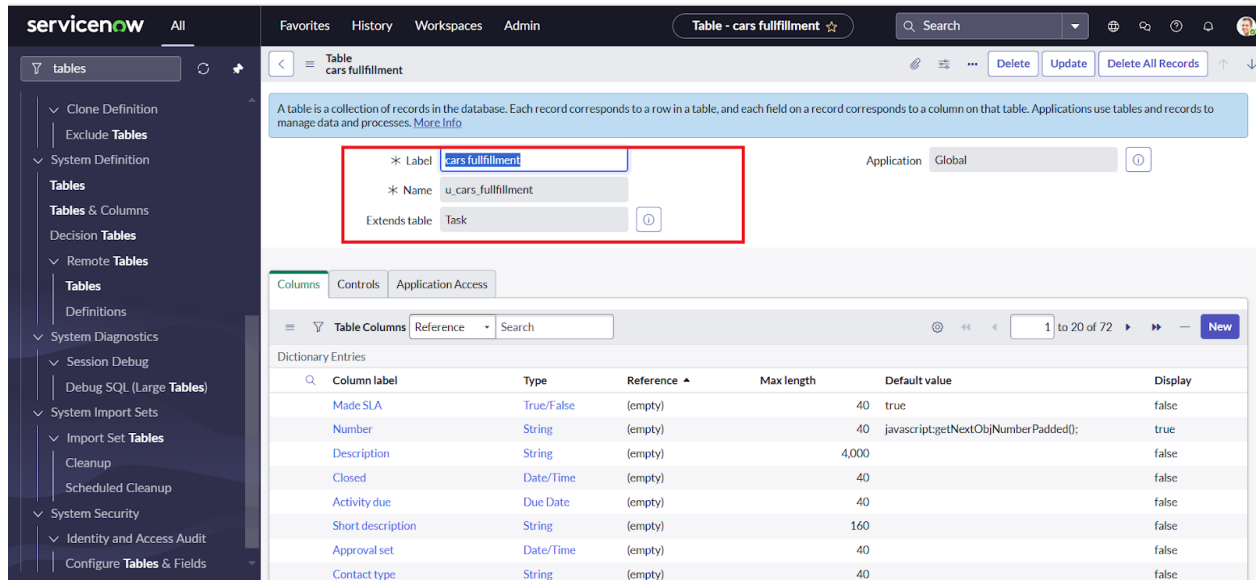 servicenow All Favorites History Workspaces Admin Table - cars fullfillment Search
tables
Table
cars fullfillment
Delete Update Delete All Records
A table is a collection of records in the database. Each record corresponds to a row in a table, and each field on a record corresponds to a column on that table. Applications use tables and records to
manage data and processes. More Info
Clone Definition
Exclude Tables
System Definition
Tables
Tables & Columns
Decision Tables
Remote Tables
Tables
Definitions
System Diagnostics
Session Debug
Debug SQL (Large Tables)
System Import Sets
Import Set Tables
Cleanup
Scheduled Cleanup
System Security
Identity and Access Audit
Configure Tables & Fields
Label cars fullfillment
Application Global
Name u_cars_fullfillment
Extends table Task
Columns Controls Application Access
Table Columns Reference Search 1 to 20 of 72 New
Dictionary Entries
Column label Type Reference Max length Default value Display
Made SLA True/False (empty) 40 true false
Number String (empty) 40 javascript:getNextObjNumberPadded(); true
Description String (empty) 4,000 false
Closed Date/Time (empty) 40 false
Activity due Due Date (empty) 40 false
Short description String (empty) 160 false
Approval set Date/Time (empty) 40 false
Contact type String (empty) 40 false